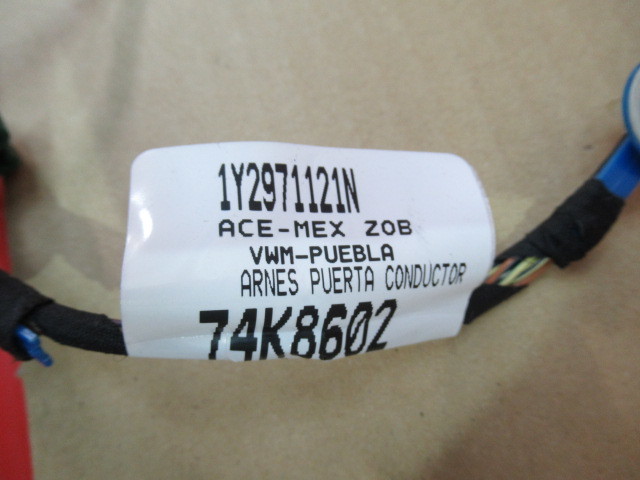 1Y2971121N
ACE-MEX ZOB
VWM-PUEBLA
ARNES PUERTA CONDUCTOR
74K8602